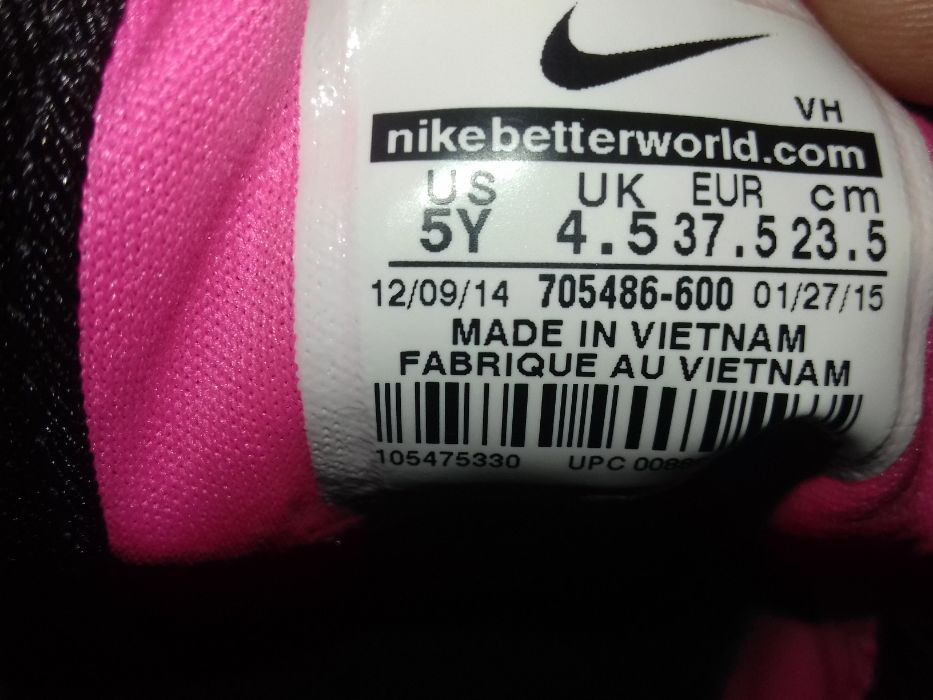 VH
nikebetterworld.com
US UK EUR cm
5Y 4.5 37.5 23.5
12/09/14 705486-600 01/27/15
MADE IN VIETNAM
FABRIQUE AU VIETNAM
105475330 UPC